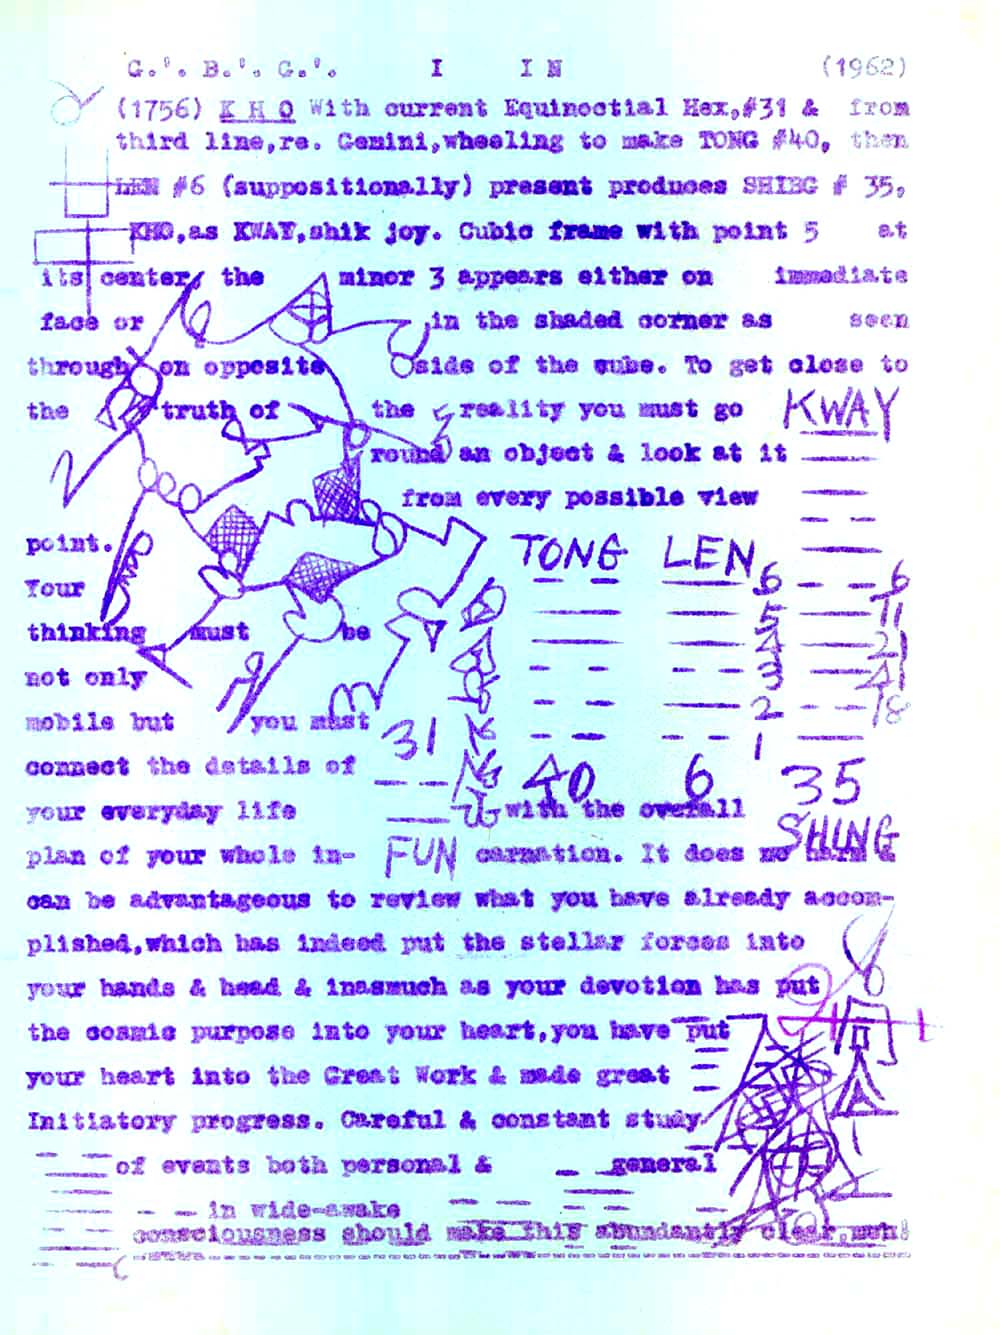 G.'. B.'. G.'. I I N (1962)
(1756) K H O With current Equinoctial Hex,#31 & from
third line,re. Gemini,wheeling to make TONG #40, then
LEN #6 (suppositionally) present produces SHIEG # 35,
KHO,as KWAY,shik joy. Cubic frame with point 5 at
its center, the minor 3 appears either on immediate
face or in the shaded corner as seen
through on opposite side of the cube. To get close to
the truth of the reality you must go KWAY
round an object & look at it
from every possible view
point. TONG LEN
Your
thinking must be
not only
mobile but you must
connect the details of
your everyday life with the overall
plan of your whole in- carnation. It does no harm &
can be advantageous to review what you have already accom-
plished,which has indeed put the stellar forces into
your hands & head & inasmuch as your devotion has put
the cosmic purpose into your heart,you have put
your heart into the Great Work & made great
Initiatory progress. Careful & constant study
of events both personal & general
in wide-awake
consciousness should make this abundantly clear,meh!
6 6
5 11
4 21
3 41
2 18
1
31
FUN
40 6 35
SHING